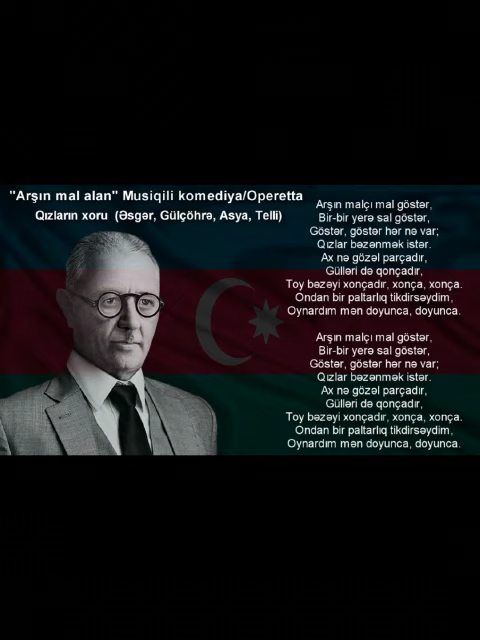 "Arşın mal alan" Musiqili komediya/Operetta
Qızların xoru (Əsgər, Gülçöhrə, Asya, Telli)
Arşın malçı mal göstər,
Bir-bir yerə sal göstər,
Göstər, göstər hər nə var;
Qızlar bəzənmək istər.
Ax nə gözəl parçadır,
Gülləri də qonçadır,
Toy bəzəyi xonçadır, xonça, xonça.
Ondan bir paltarlıq tikdirsəydim,
Oynardım mən doyunca, doyunca.
Arşın malçı mal göstər,
Bir-bir yerə sal göstər,
Göstər, göstər hər nə var;
Qızlar bəzənmək istər.
Ax nə gözəl parçadır,
Gülləri də qonçadır,
Toy bəzəyi xonçadır, xonça, xonça.
Ondan bir paltarlıq tikdirsəydim,
Oynardım mən doyunca, doyunca.